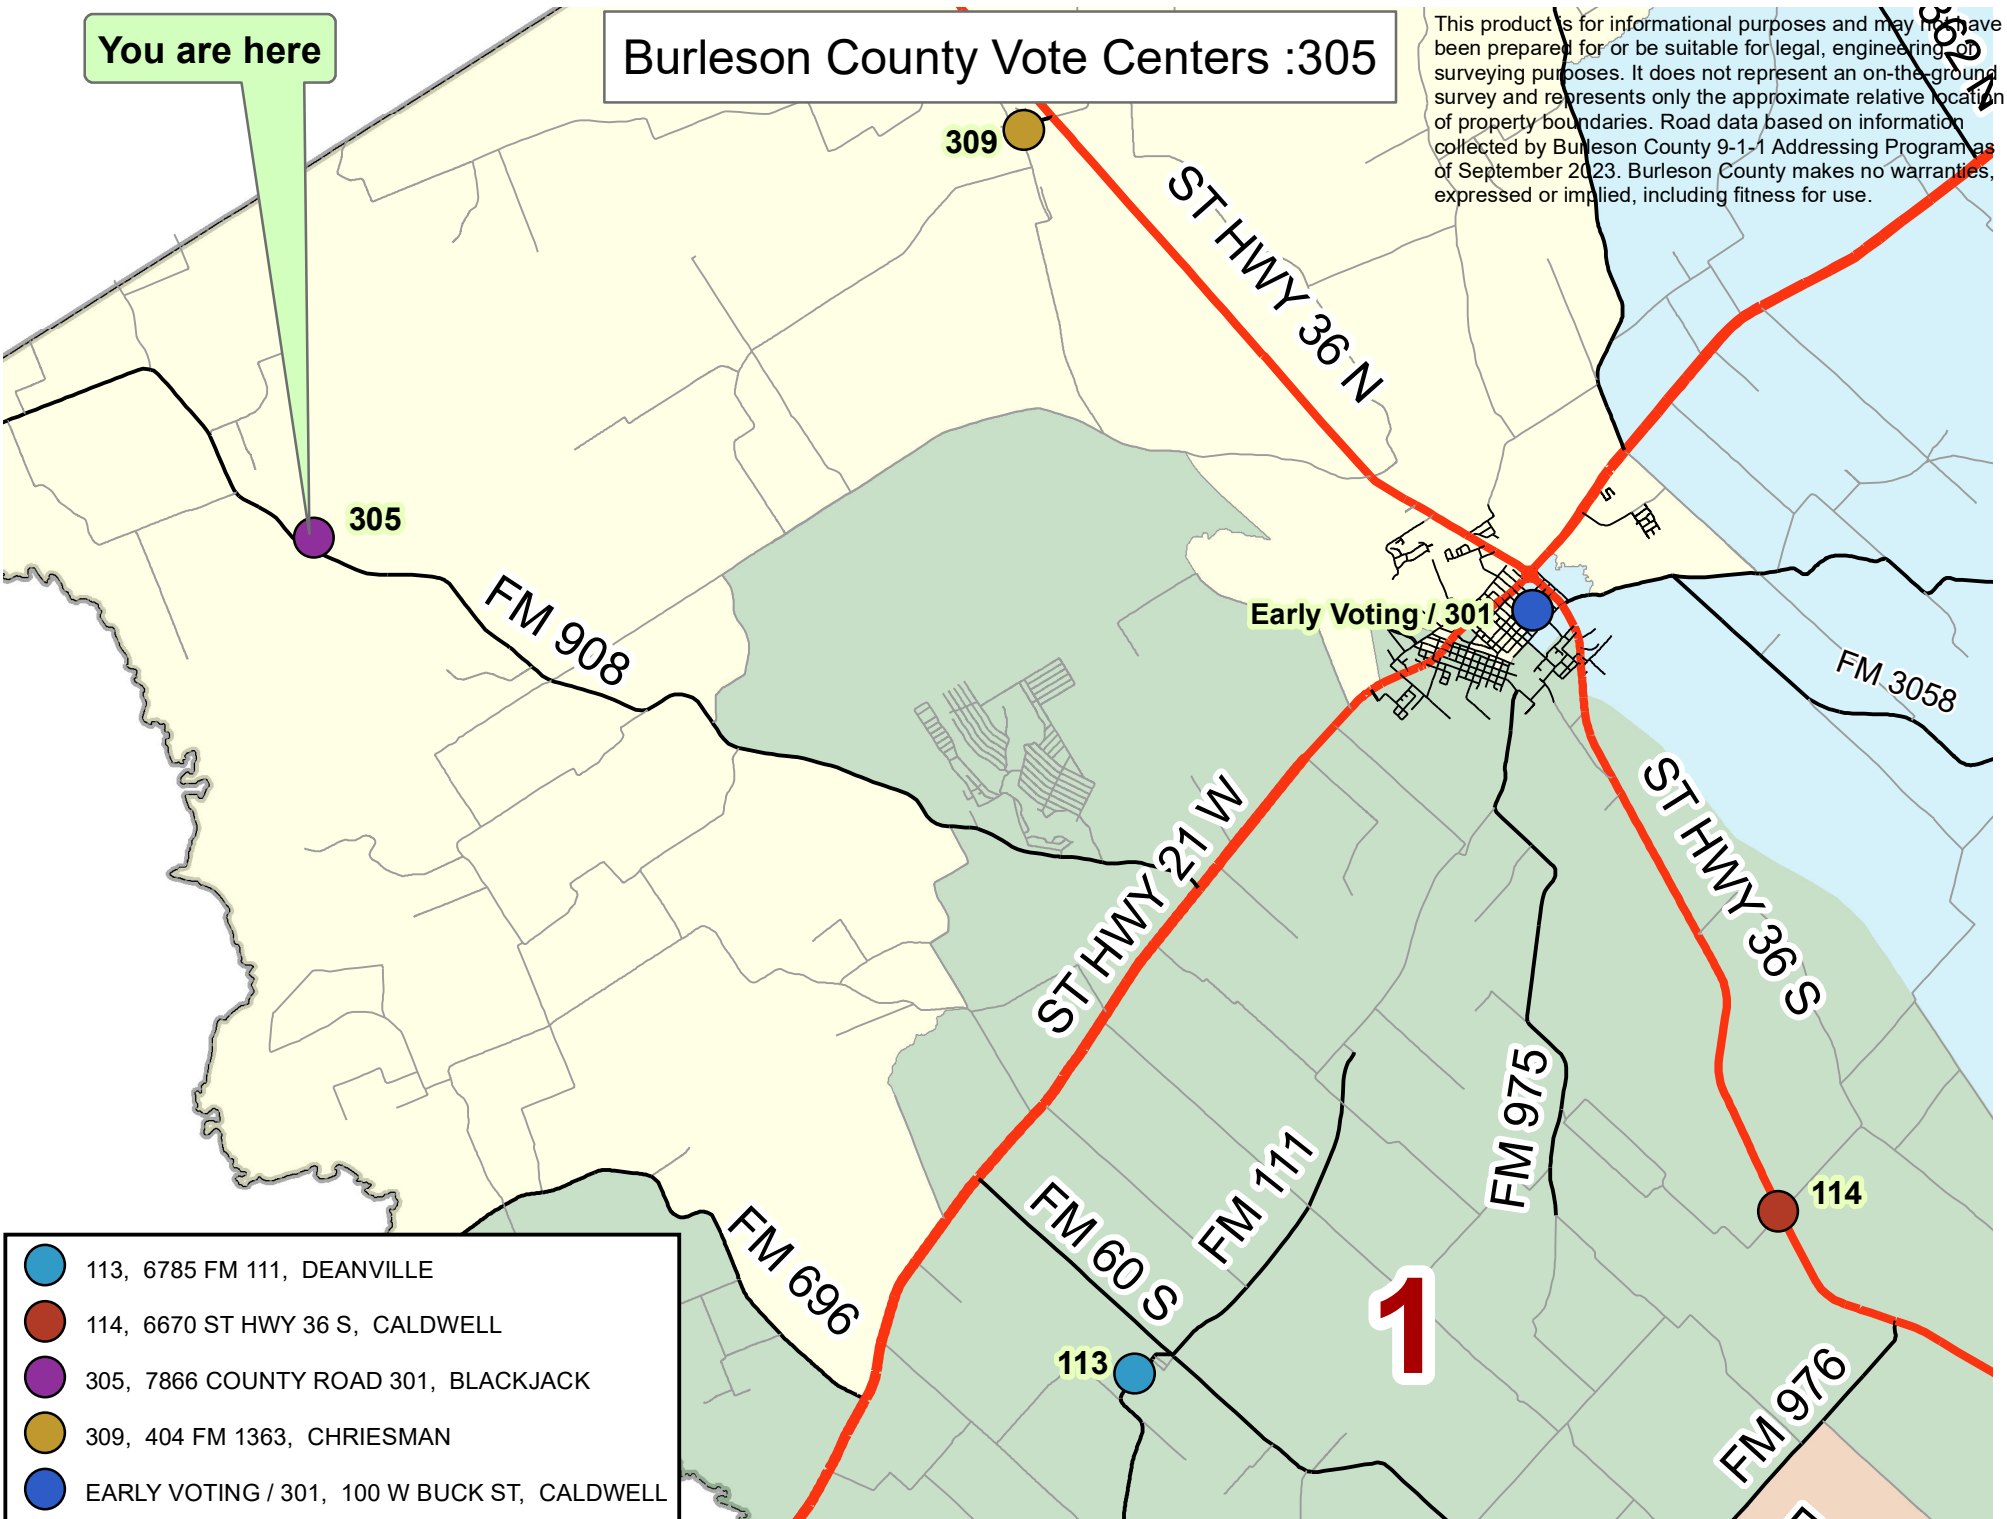 You are here
Burleson County Vote Centers :305
This product is for informational purposes and may not have
been prepared for or be suitable for legal, engineering, or
surveying purposes. It does not represent an on-the-ground
survey and represents only the approximate relative location
of property boundaries. Road data based on information
collected by Burleson County 9-1-1 Addressing Program as
of September 2023. Burleson County makes no warranties,
expressed or implied, including fitness for use.
309
ST HWY 36 N
305
FM 908
Early Voting / 301
FM 3058
ST HWY 21 W
ST HWY 36 S
FM 975
FM 111
FM 60 S
114
FM 696
1
113
FM 976
113, 6785 FM 111, DEANVILLE
114, 6670 ST HWY 36 S, CALDWELL
305, 7866 COUNTY ROAD 301, BLACKJACK
309, 404 FM 1363, CHRIESMAN
EARLY VOTING / 301, 100 W BUCK ST, CALDWELL